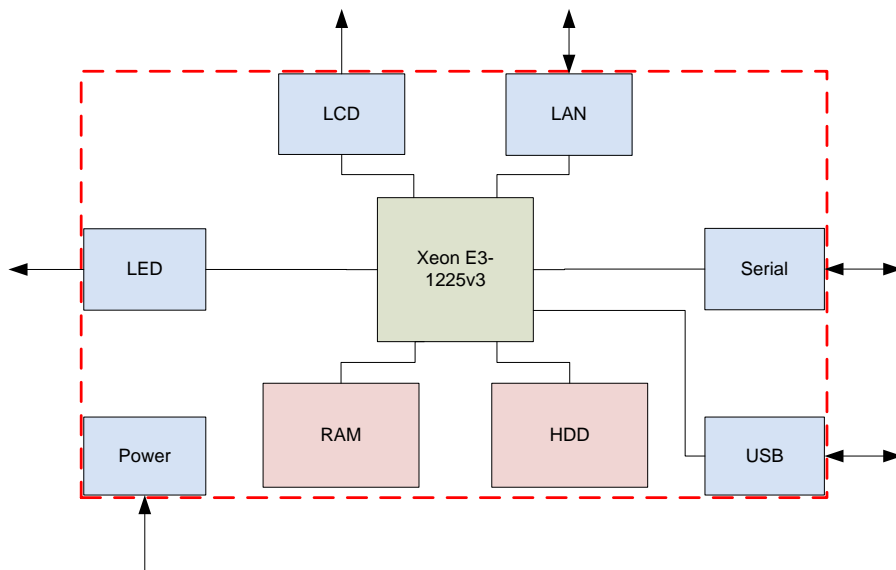 LCD
LAN
LED
Xeon E3-
1225v3
Serial
RAM
HDD
Power
USB